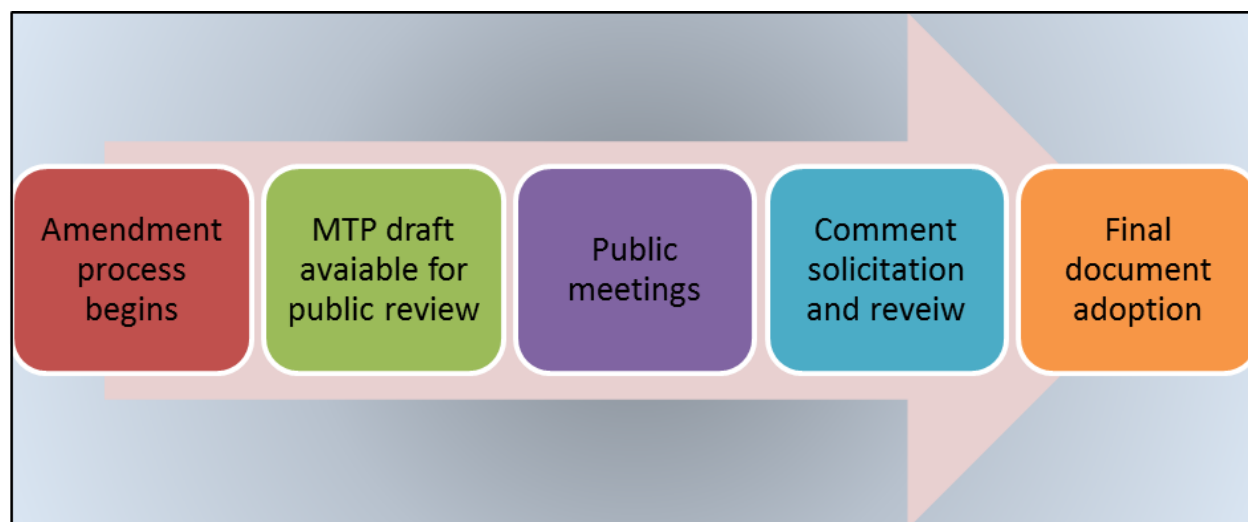 Amendment
process
begins
MTP draft
avaiable for
public review
Public
meetings
Comment
solicitation
and reveiw
Final
document
adoption